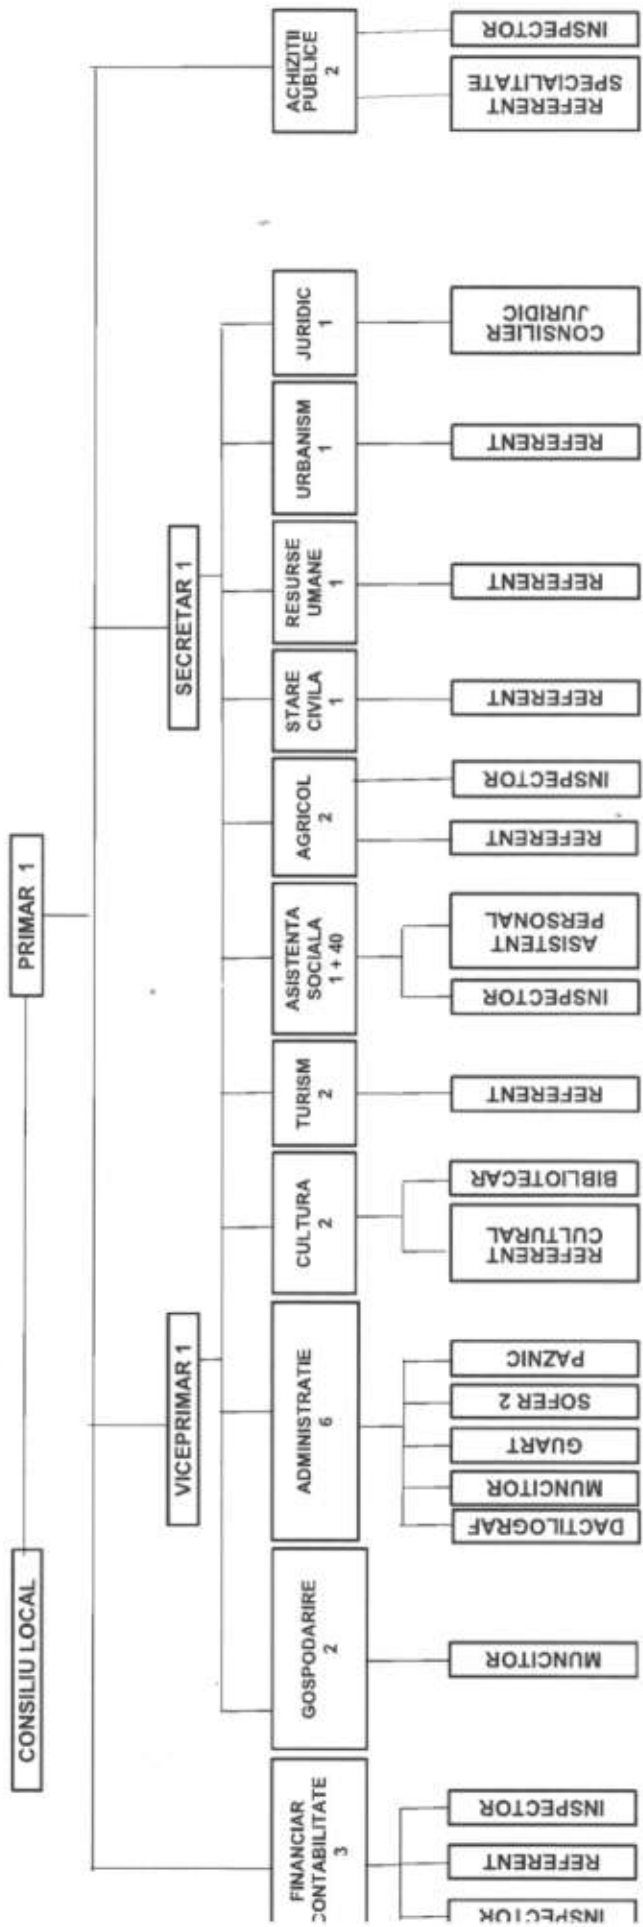 CONSILIU LOCAL
PRIMAR 1
VICEPRIMAR 1
SECRETAR 1
FINANCIAR
CONTABILITATE
3
GOSPODARIRE
2
ADMINISTRATIE
6
CULTURA
2
TURISM
2
ASISTENTA
SOCIALA
1 + 40
AGRICOL
2
STARE
CIVILA
1
RESURSE
UMANE
1
URBANISM
1
JURIDIC
1
ACHIZITII
PUBLICE
2
INSPECTOR
REFERENT
INSPECTOR
MUNCITOR
DACTILOGRAF
MUNCITOR
GUART
SOFER 2
PAZNIC
REFERENT
CULTURAL
BIBLIOTECAR
REFERENT
INSPECTOR
ASISTENT
PERSONAL
REFERENT
INSPECTOR
REFERENT
REFERENT
REFERENT
CONSILIER
JURIDIC
REFERENT
SPECIALITATE
INSPECTOR